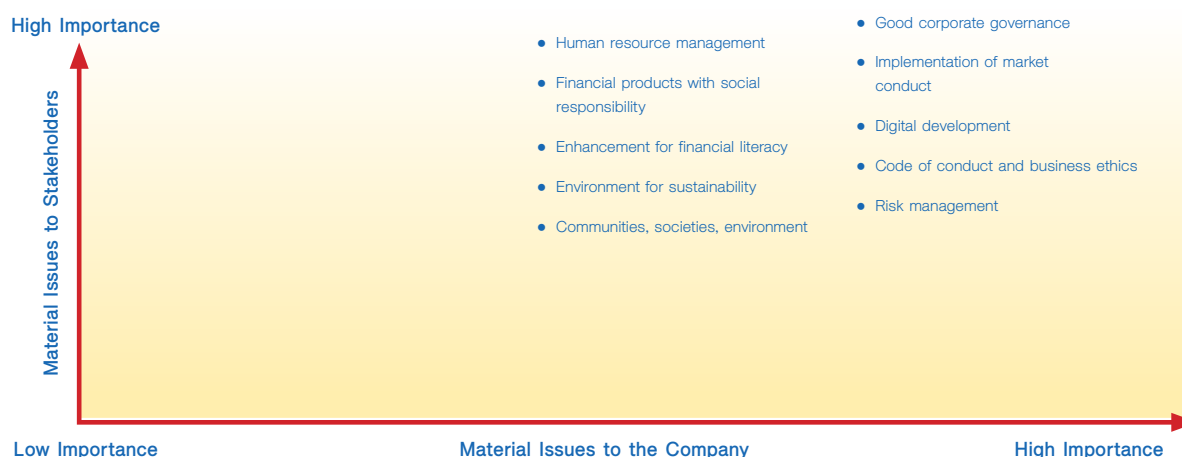 High Importance
Material Issues to Stakeholders
● Human resource management
● Financial products with social
responsibility
● Enhancement for financial literacy
● Environment for sustainability
● Communities, societies, environment
● Good corporate governance
● Implementation of market
conduct
● Digital development
● Code of conduct and business ethics
● Risk management
Low Importance
Material Issues to the Company
High Importance